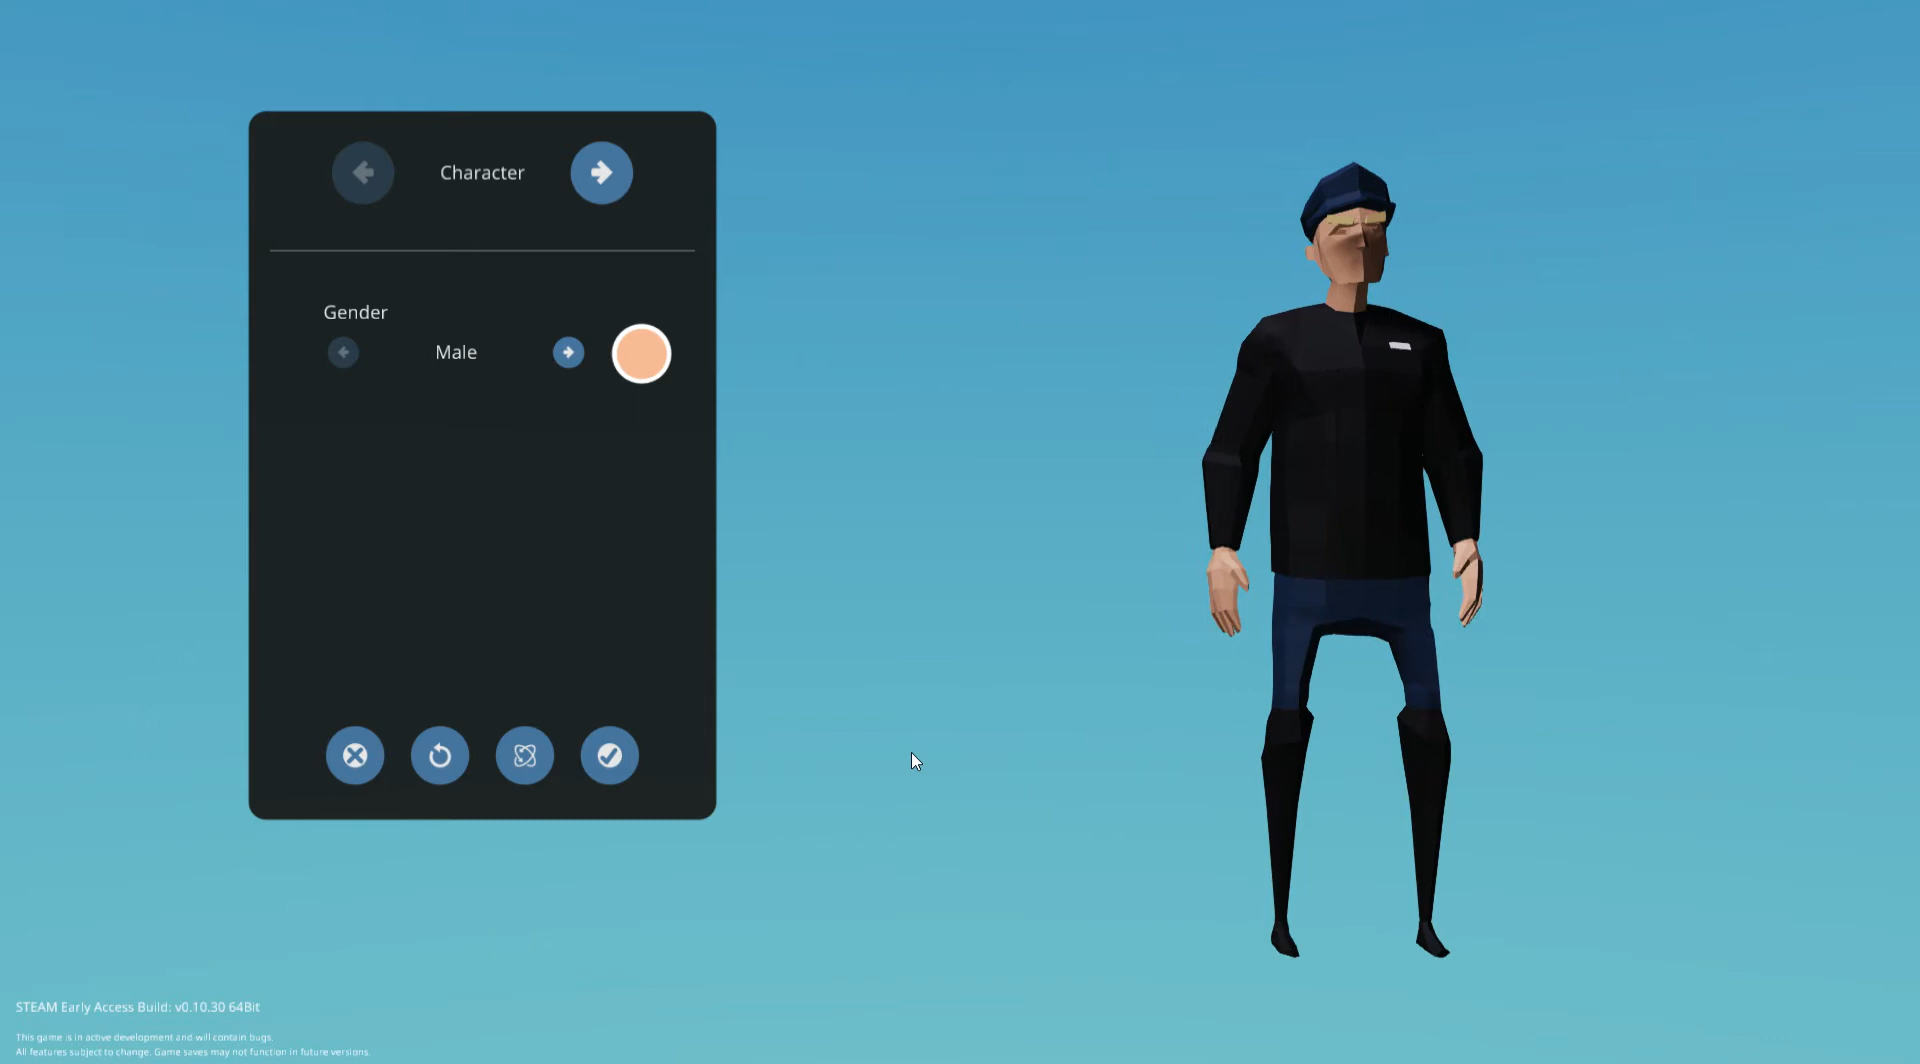 Character
Gender
Male
STEAM Early Access Build: v0.10.30 64Bit
This game is in active development and will contain bugs.
All features subject to change. Game saves may not function in future versions.